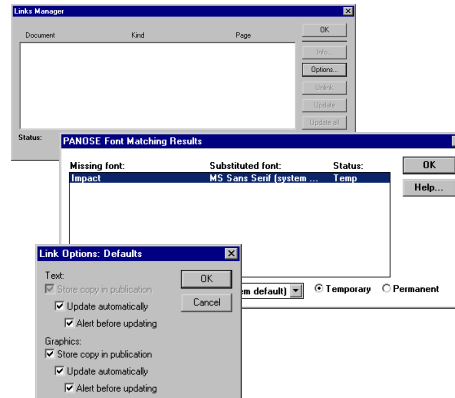 Links Manager
Document Kind Page
OK
Info...
Options...
Unlink
Update
Update all
Status:
PANOSE Font Matching Results
Missing font: Substituted font: Status:
Impact MS Sans Serif (system ... Temp
OK
Help...
em default) Temporary Permanent
Link Options: Defaults
Text:
Store copy in publication
Update automatically
Alert before updating
Graphics:
Store copy in publication
Update automatically
Alert before updating
OK
Cancel